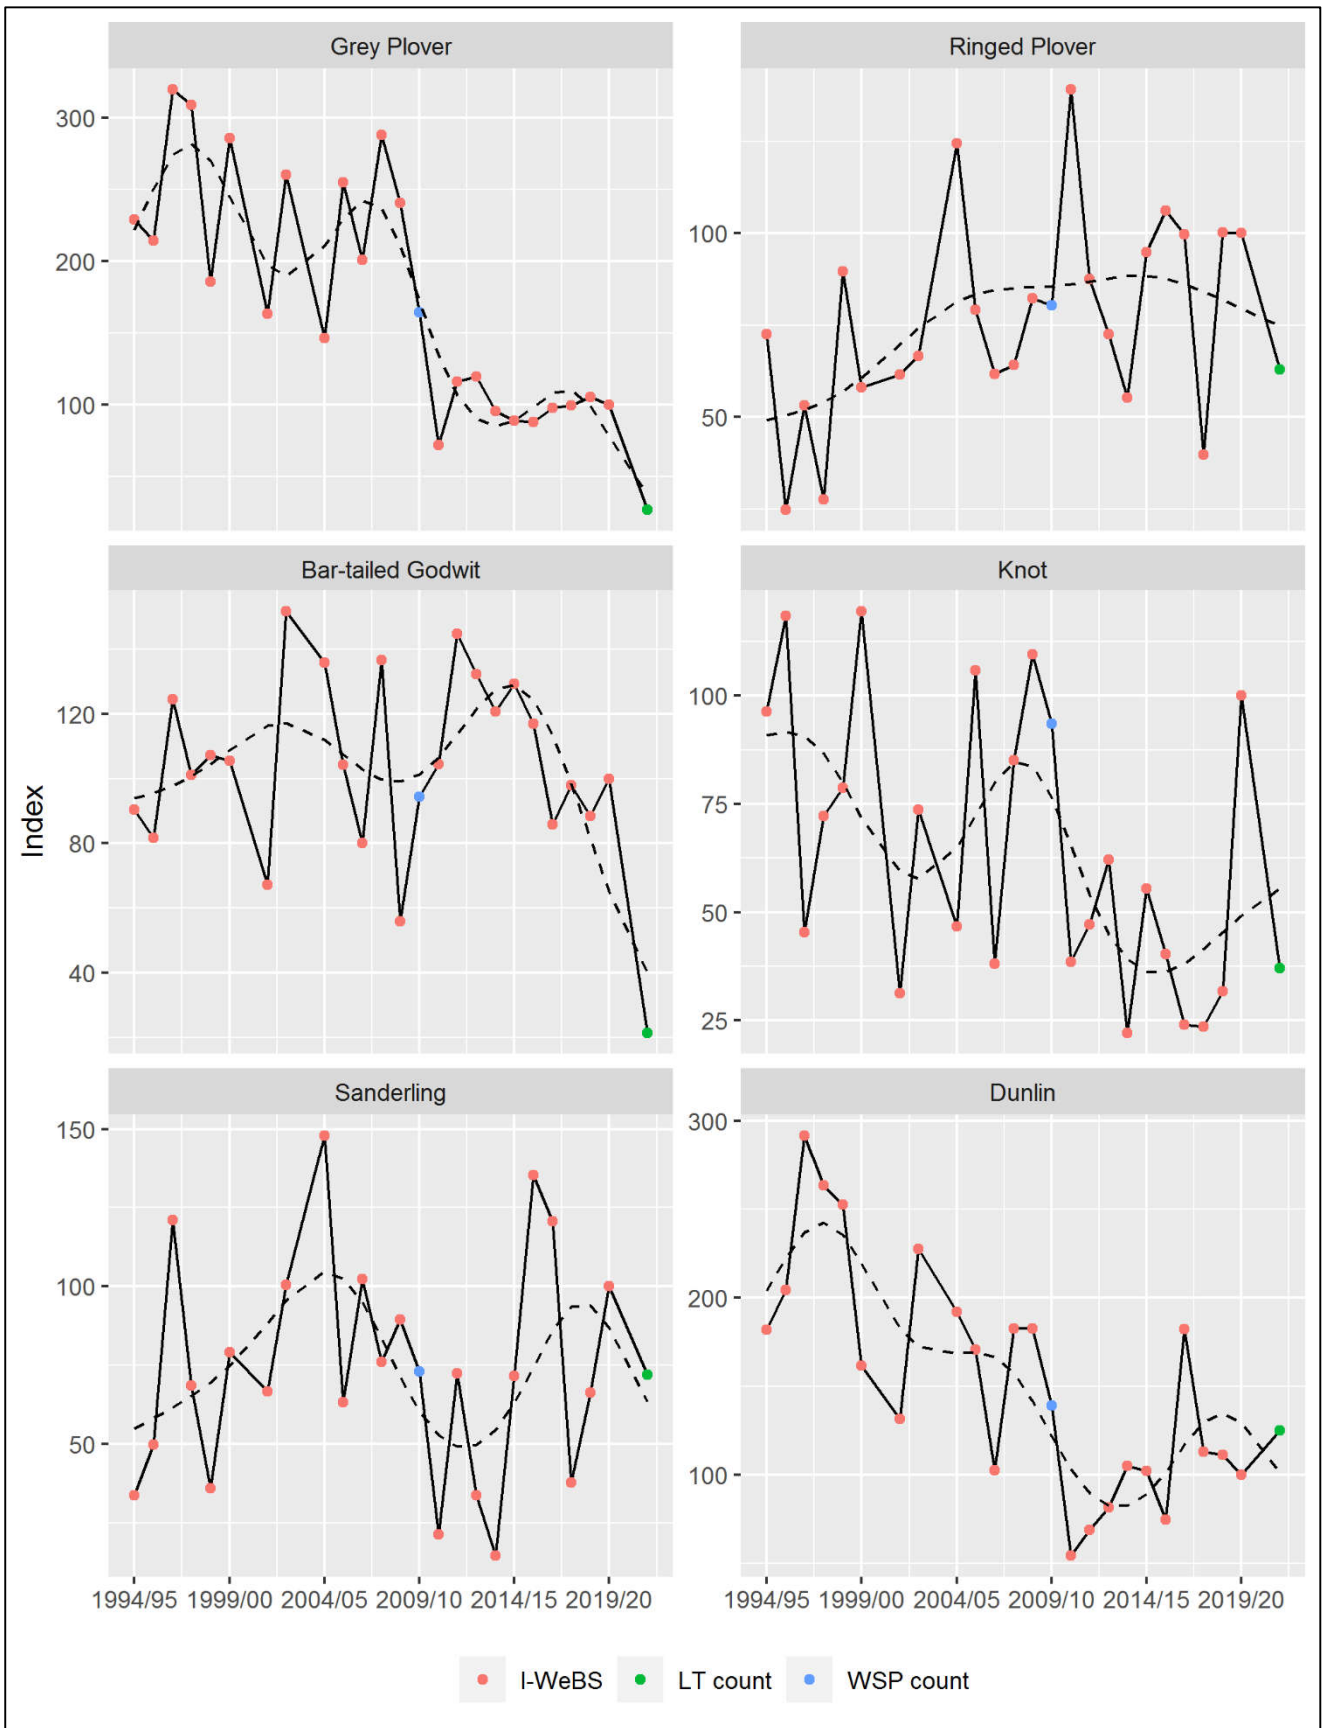 Grey Plover
Ringed Plover
300
200
100
100
50
Bar-tailed Godwit
Knot
120
80
40
100
75
50
25
Index
Sanderling
Dunlin
150
100
50
300
200
100
1994/95 1999/00 2004/05 2009/10 2014/15 2019/20
1994/95 1999/00 2004/05 2009/10 2014/15 2019/20
I-WeBS LT count WSP count